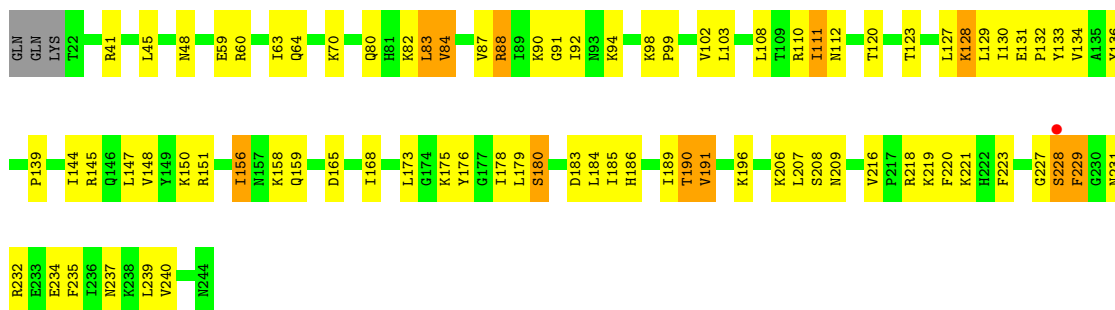 GLN GLN LYS T22 R41 L45 N48 E59 R60 I63 Q64 K70 Q80 H81 K82 L83 V84 V87 R88 I89 K90 G91 I92 N93 K94 K98 P99 V102 L103 L108 T109 R110 I111 N112 T120 T123 L127 K128 L129 I130 E131 P132 Y133 V134 A135 Y136
P139 I144 R145 Q146 L147 V148 Y149 K150 R151 I156 N157 K158 Q159 D165 I168 L173 G174 K175 Y176 G177 I178 L179 S180 D183 L184 I185 H186 I189 T190 V191 K196 K206 L207 S208 N209 V216 P217 R218 K219 F220 K221 H222 F223 G227 S228 F229 G230 N231
R232 E233 E234 F235 I236 N237 K238 L239 V240 N244